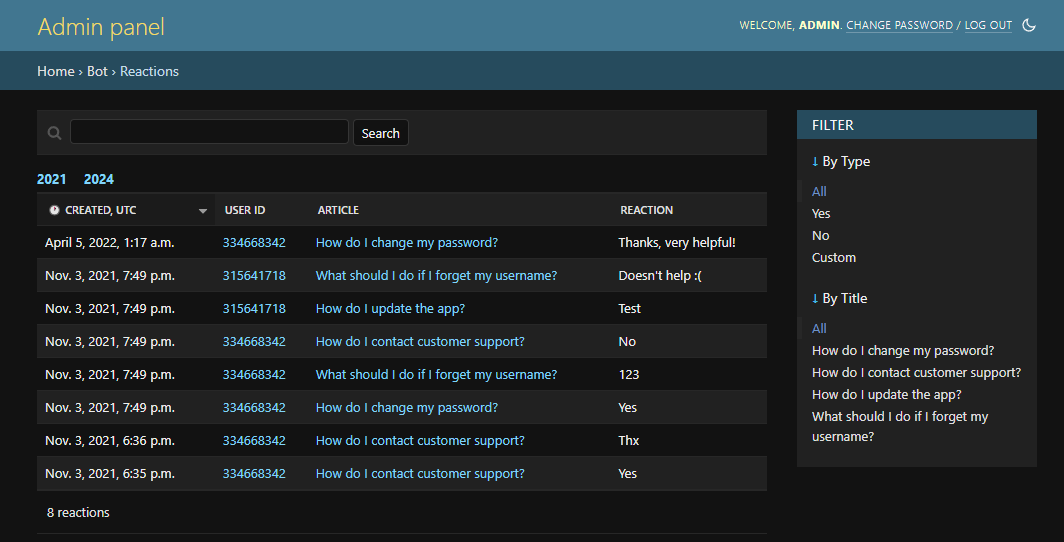 Admin panel
WELCOME, ADMIN. CHANGE PASSWORD / LOG OUT
Home › Bot › Reactions
Search
2021 2024
CREATED, UTC USER ID ARTICLE REACTION
April 5, 2022, 1:17 a.m. 334668342 How do I change my password? Thanks, very helpful!
Nov. 3, 2021, 7:49 p.m. 315641718 What should I do if I forget my username? Doesn't help :(
Nov. 3, 2021, 7:49 p.m. 315641718 How do I update the app? Test
Nov. 3, 2021, 7:49 p.m. 334668342 How do I contact customer support? No
Nov. 3, 2021, 7:49 p.m. 334668342 What should I do if I forget my username? 123
Nov. 3, 2021, 7:49 p.m. 334668342 How do I change my password? Yes
Nov. 3, 2021, 6:36 p.m. 334668342 How do I contact customer support? Thx
Nov. 3, 2021, 6:35 p.m. 334668342 How do I contact customer support? Yes
8 reactions
FILTER
↓ By Type
All
Yes
No
Custom
↓ By Title
All
How do I change my password?
How do I contact customer support?
How do I update the app?
What should I do if I forget my
username?